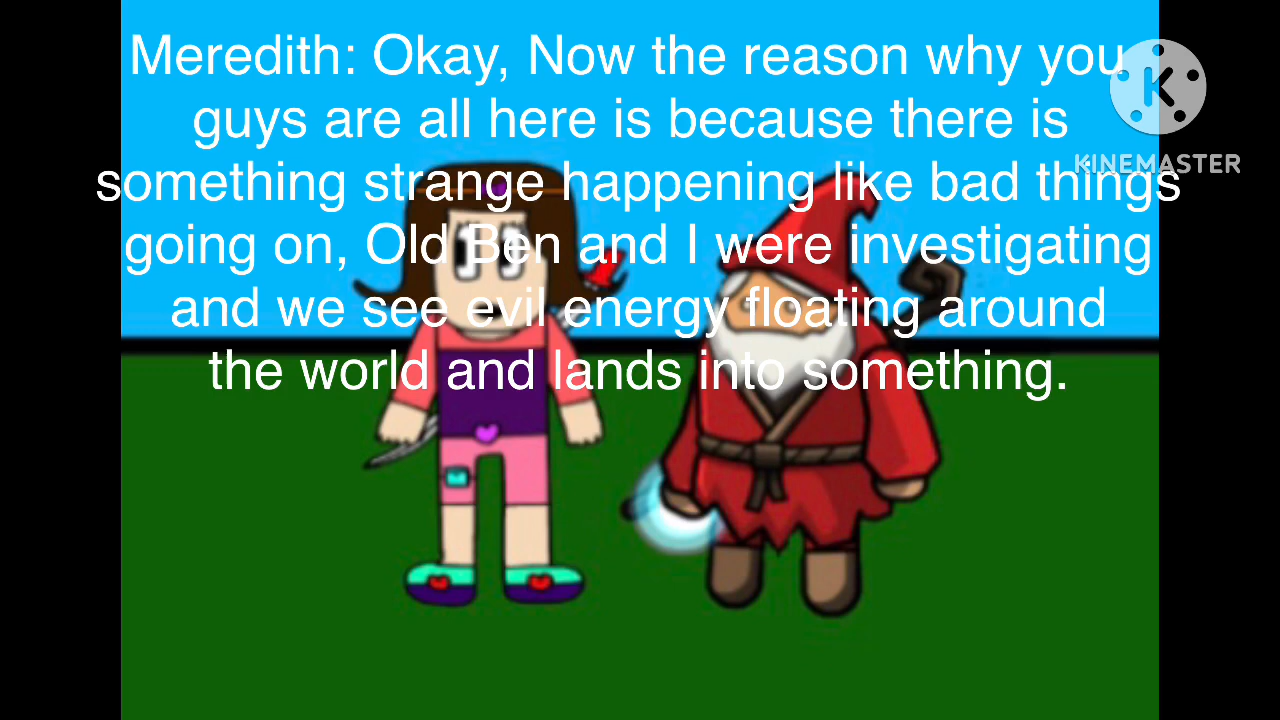 Meredith: Okay, Now the reason why you
guys are all here is because there is
something strange happening like bad things
going on, Old Ben and I were investigating
and we see evil energy floating around
the world and lands into something.
K
KINEMASTER